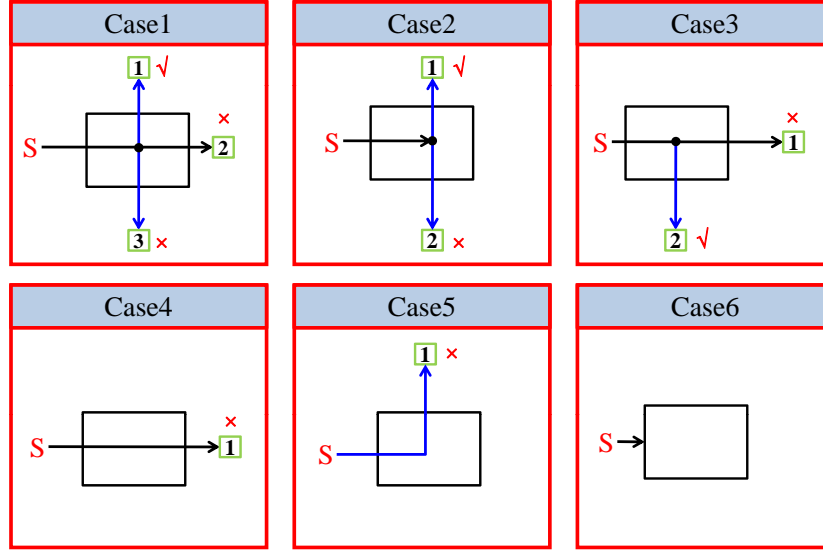 Case1
Case2
Case3
1 √
1 √
S
×
2
S
S
×
1
3 ×
2 ×
2 √
Case4
Case5
Case6
S
×
1
1 ×
S
S